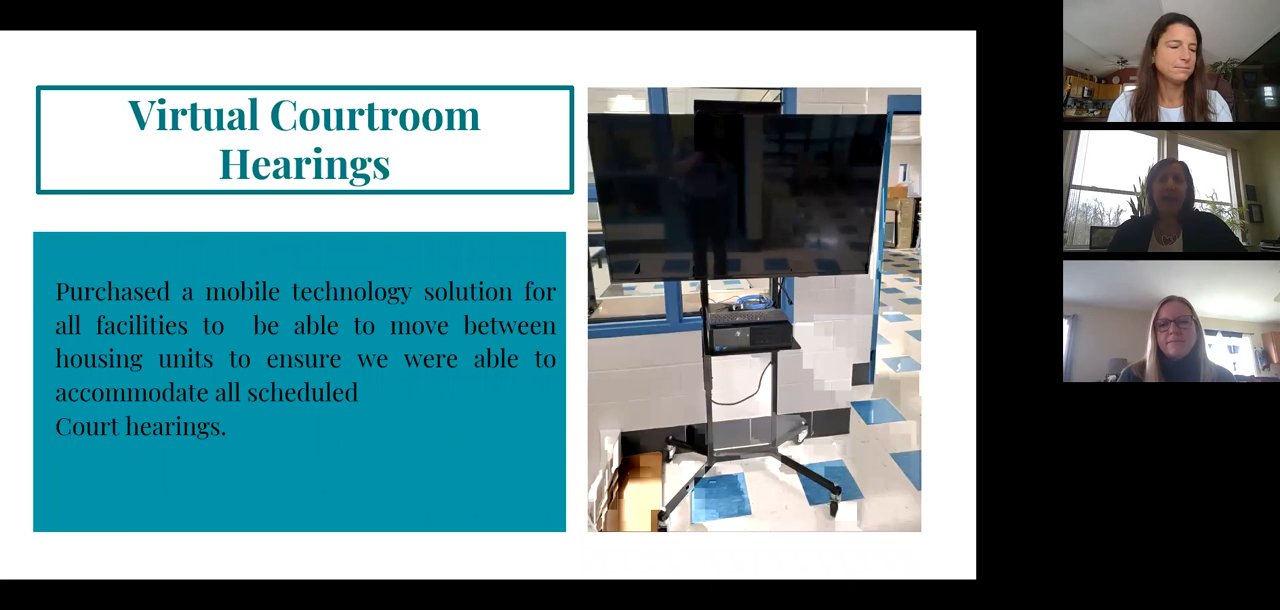 Virtual Courtroom
Hearings
Purchased a mobile technology solution for
all facilities to be able to move between
housing units to ensure we were able to
accommodate all scheduled
Court hearings.